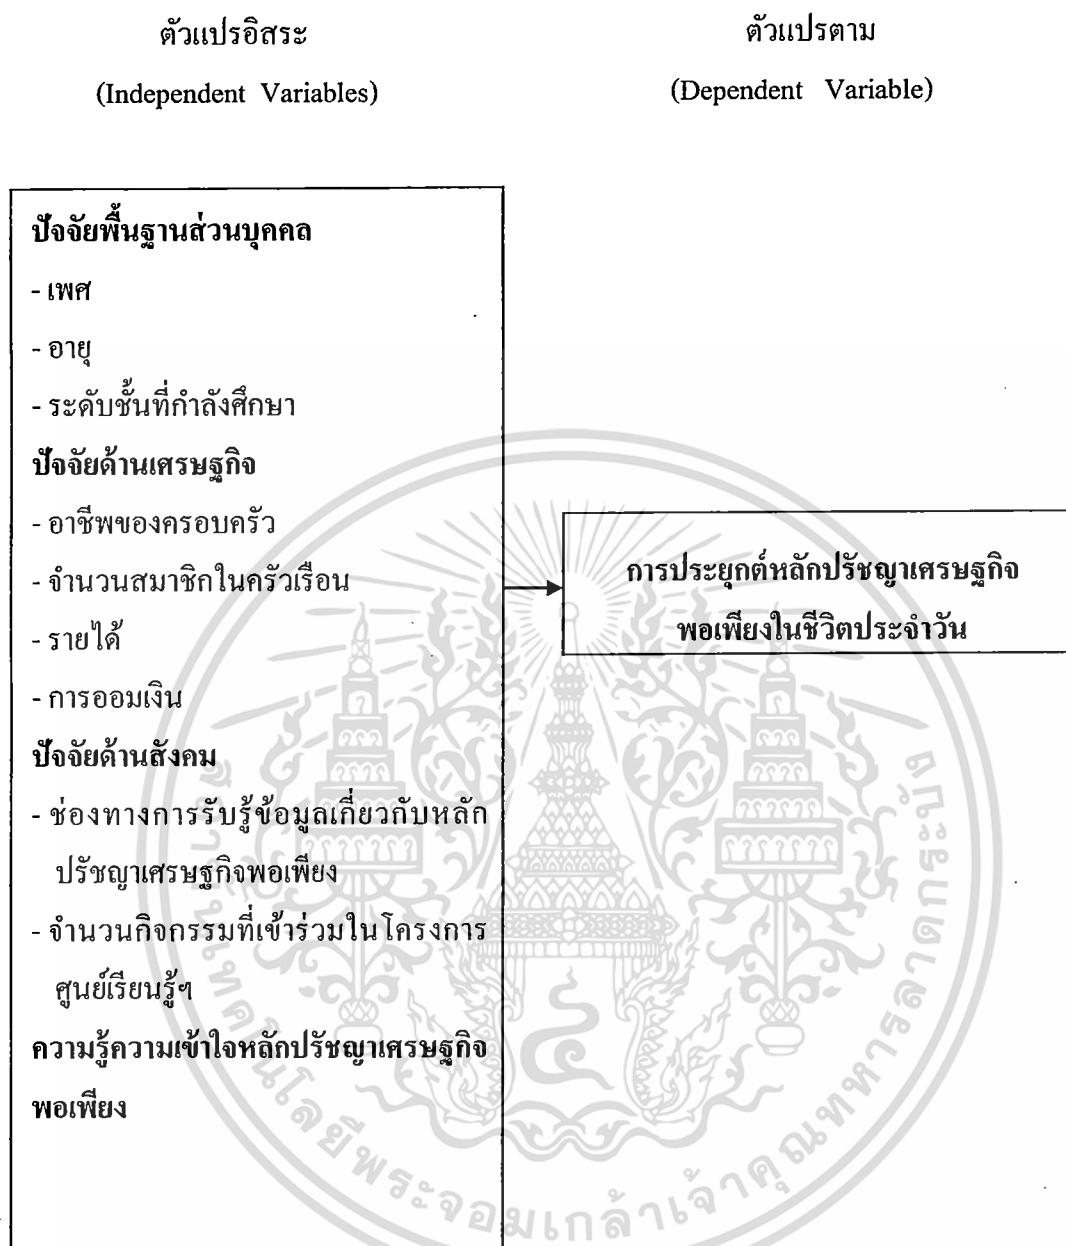 ตัวแปรอิสระ
(Independent Variables)
ตัวแปรตาม
(Dependent Variable)
ปัจจัยพื้นฐานส่วนบุคคล
- เพศ
- อายุ
- ระดับชั้นที่กำลังศึกษา
ปัจจัยด้านเศรษฐกิจ
- อาชีพของครอบครัว
- จำนวนสมาชิกในครัวเรือน
- รายได้
- การออมเงิน
ปัจจัยด้านสังคม
- ช่องทางการรับรู้ข้อมูลเกี่ยวกับหลัก
ปรัชญาเศรษฐกิจพอเพียง
- จำนวนกิจกรรมที่เข้าร่วมในโครงการ
ศูนย์เรียนรู้ฯ
ความรู้ความเข้าใจหลักปรัชญาเศรษฐกิจ
พอเพียง
การประยุกต์หลักปรัชญาเศรษฐกิจ
พอเพียงในชีวิตประจำวัน